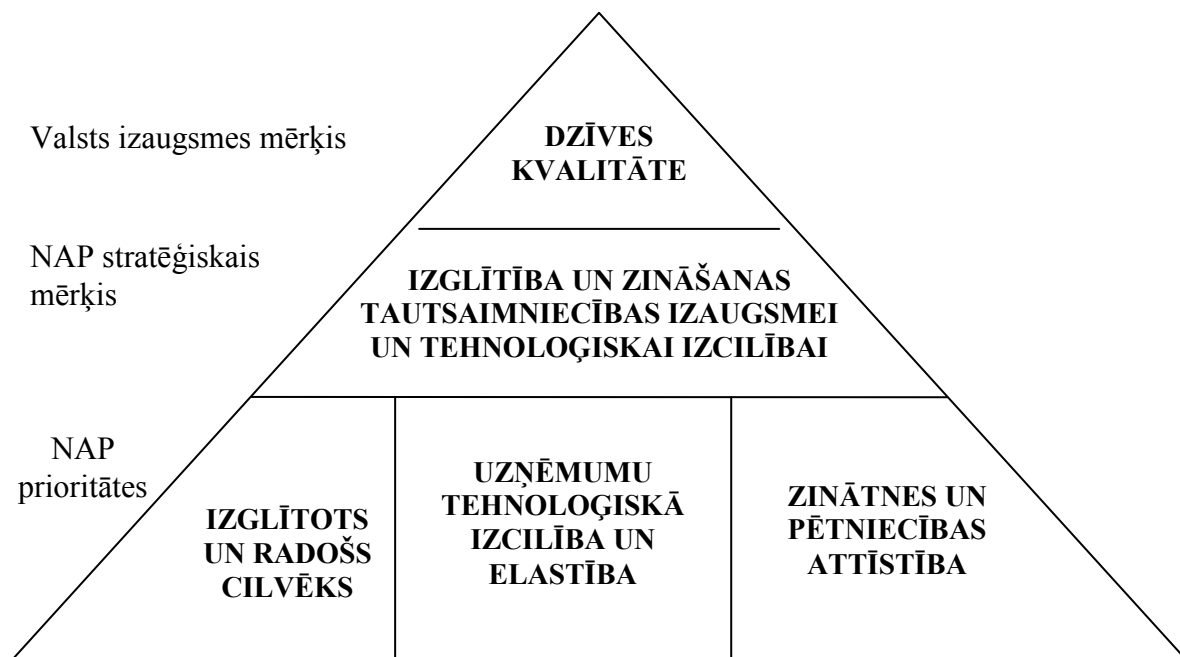 Valsts izaugsmes mērķis
DZĪVES
KVALITĀTE
NAP stratēģiskais
mērķis
IZGLĪTĪBA UN ZINĀŠANAS
TAUTSAIMNIECĪBAS IZAUGSMEI
UN TEHNOLOĢISKAI IZCILĪBAI
NAP
prioritātes
IZGLĪTOTS
UN RADOŠS
CILVĒKS
UZŅĒMUMU
TEHNOLOĢISKĀ
IZCILĪBA UN
ELASTĪBA
ZINĀTNES UN
PĒTNIECĪBAS
ATTĪSTĪBA